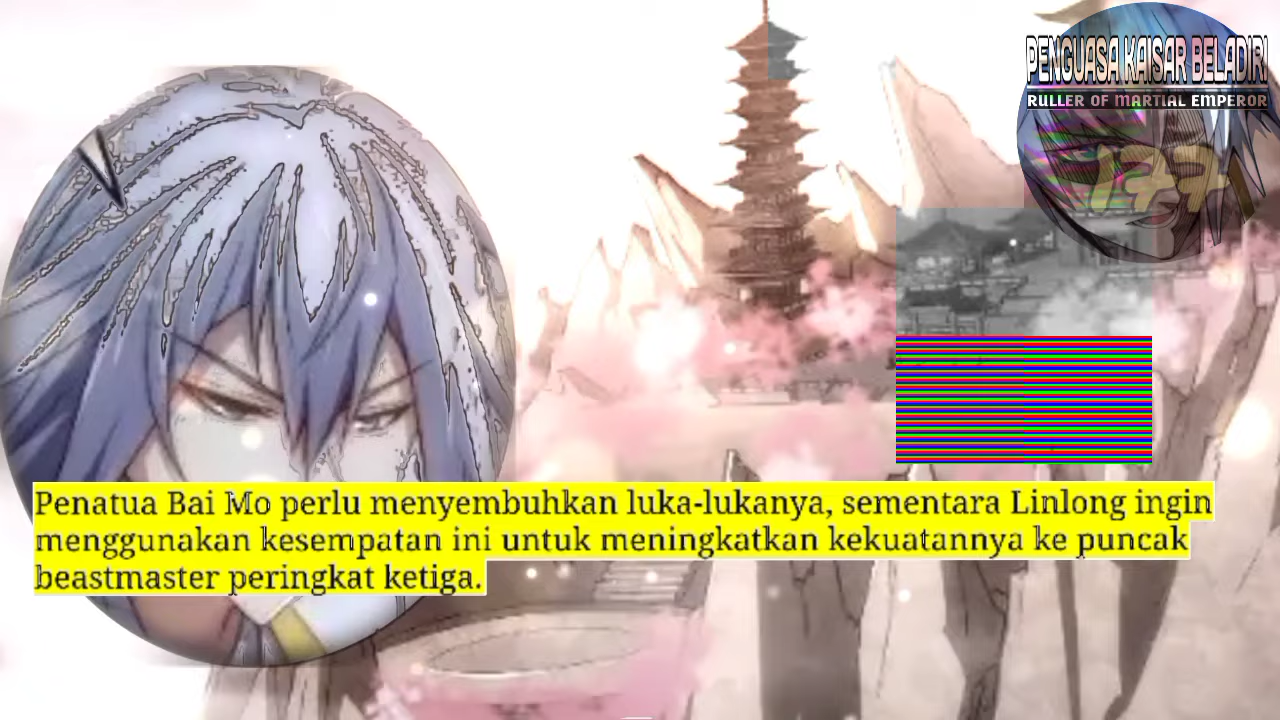 PENGUASA KAISAR BELADIRI
RULLER OF MARTIAL EMPEROR
177
Penatua Bai Mo perlu menyembuhkan luka-lukanya, sementara Linlong ingin
menggunakan kesempatan ini untuk meningkatkan kekuatannya ke puncak
beastmaster peringkat ketiga.